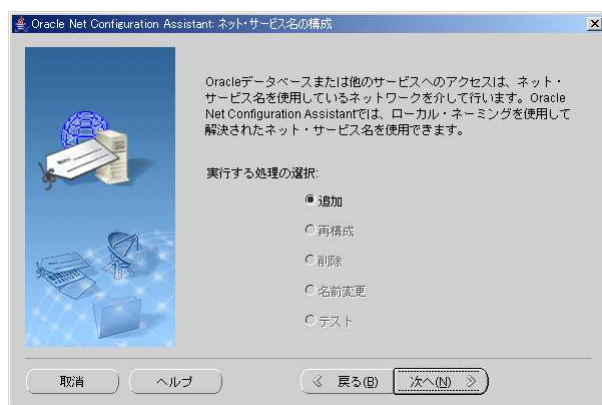 Oracle Net Configuration Assistant: ネット・サービス名の構成
Oracleデータベースまたは他のサービスへのアクセスは、ネット・
サービス名を使用しているネットワークを介して行います。Oracle
Net Configuration Assistantでは、ローカル・ネーミングを使用して
解決されたネット・サービス名を使用できます。
実行する処理の選択:
追加
再構成
削除
名前変更
テスト
取消
ヘルプ
戻る(B)
次へ(N)